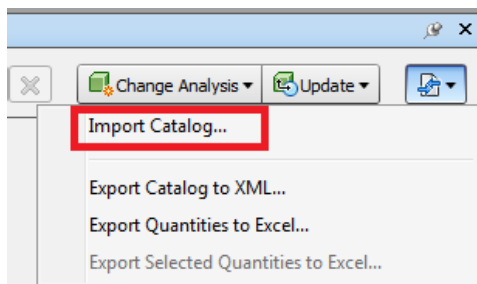 Change Analysis Update
Import Catalog...
Export Catalog to XML...
Export Quantities to Excel...
Export Selected Quantities to Excel...